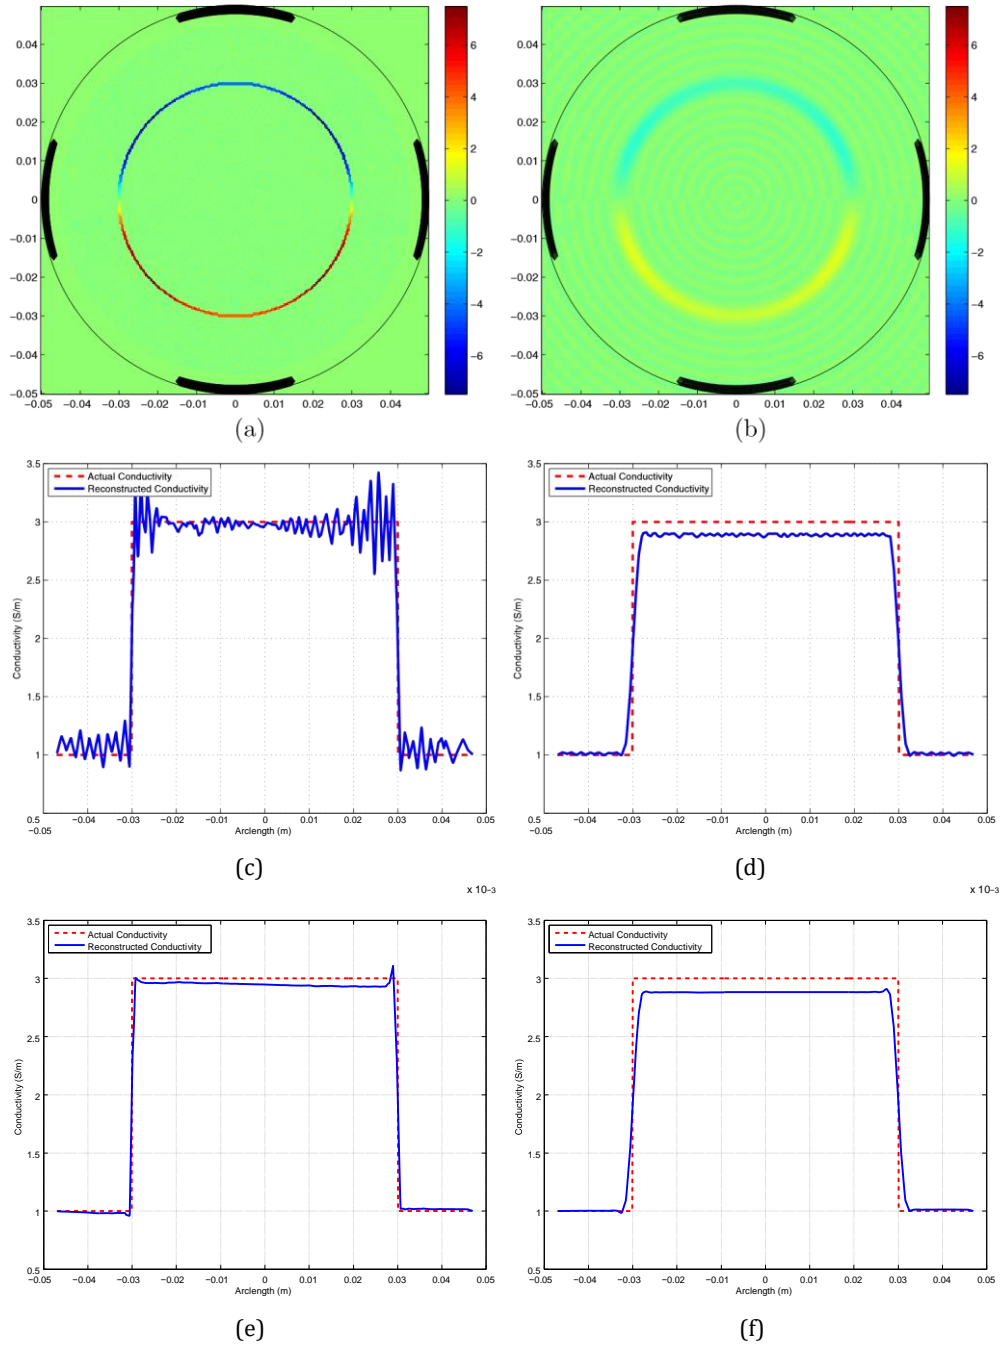 0.04
0.03
0.02
0.01
0
−0.01
−0.02
−0.03
−0.04
−0.05
−0.05 −0.04 −0.03 −0.02 −0.01 0 0.01 0.02 0.03 0.04
6
4
2
0
−2
−4
−6
(a)
0.04
0.03
0.02
0.01
0
−0.01
−0.02
−0.03
−0.04
−0.05
−0.05 −0.04 −0.03 −0.02 −0.01 0 0.01 0.02 0.03 0.04
6
4
2
0
−2
−4
−6
(b)
3.5
3
2.5
2
1.5
1
0.5
Conductivity (S/m)
Actual Conductivity
Reconstructed Conductivity
−0.05 −0.04 −0.03 −0.02 −0.01 0 0.01 0.02 0.03 0.04 0.05
Arclength (m)
(c)
3.5
3
2.5
2
1.5
1
0.5
Conductivity (S/m)
Actual Conductivity
Reconstructed Conductivity
−0.05 −0.04 −0.03 −0.02 −0.01 0 0.01 0.02 0.03 0.04 0.05
Arclength (m)
(d)
x 10−3
x 10−3
3.5
3
2.5
2
1.5
1
0.5
Conductivity (S/m)
Actual Conductivity
Reconstructed Conductivity
−0.05 −0.04 −0.03 −0.02 −0.01 0 0.01 0.02 0.03 0.04 0.05
Arclength (m)
(e)
3.5
3
2.5
2
1.5
1
0.5
Conductivity (S/m)
Actual Conductivity
Reconstructed Conductivity
−0.05 −0.04 −0.03 −0.02 −0.01 0 0.01 0.02 0.03 0.04 0.05
Arclength (m)
(f)